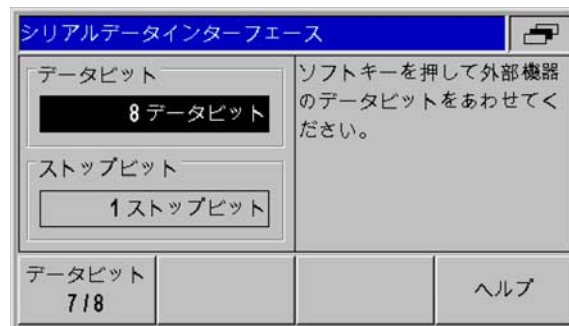 シリアルデータインターフェース
データビット
8 データビット
ストップビット
1 ストップビット
ソフトキーを押して外部機器
のデータビットをあわせてく
ださい。
データビット
7/8
ヘルプ